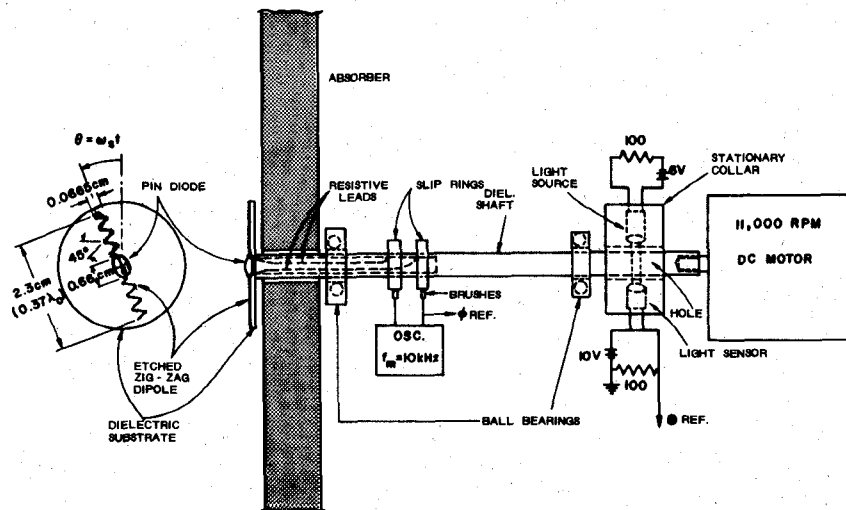 ABSORBER
θ = ωst
PIN DIODE
0.0665cm
45°
0.66cm
2.3cm
(0.37λo)
ETCHED
ZIG - ZAG
DIPOLE
DIELECTRIC
SUBSTRATE
RESISTIVE
LEADS
SLIP RINGS
DIEL.
SHAFT
BRUSHES
ϕ REF.
OSC.
fm=10kHz
BALL BEARINGS
LIGHT
SOURCE
100
6V
STATIONARY
COLLAR
11,000 RPM
DC MOTOR
HOLE
LIGHT SENSOR
10V
100
REF.